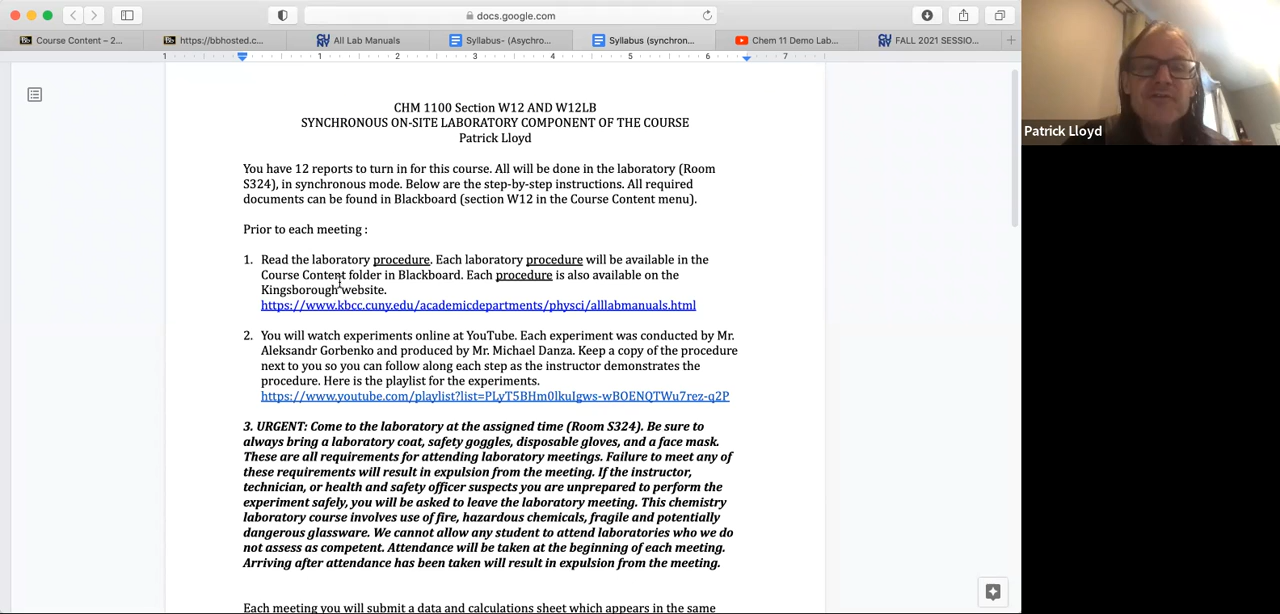 docs.google.com
Course Content – 2...
https://bbhosted.c...
All Lab Manuals
Syllabus- (Asychro...
Syllabus (synchron...
Chem 11 Demo Lab...
FALL 2021 SESSIO...
1 1 2 3 4 5 6 7
CHM 1100 Section W12 AND W12LB
SYNCHRONOUS ON-SITE LABORATORY COMPONENT OF THE COURSE
Patrick Lloyd
You have 12 reports to turn in for this course. All will be done in the laboratory (Room
S324), in synchronous mode. Below are the step-by-step instructions. All required
documents can be found in Blackboard (section W12 in the Course Content menu).
Prior to each meeting :
1. Read the laboratory procedure. Each laboratory procedure will be available in the
Course Content folder in Blackboard. Each procedure is also available on the
Kingsborough website.
https://www.kbcc.cuny.edu/academicdepartments/physci/alllabmanuals.html
2. You will watch experiments online at YouTube. Each experiment was conducted by Mr.
Aleksandr Gorbenko and produced by Mr. Michael Danza. Keep a copy of the procedure
next to you so you can follow along each step as the instructor demonstrates the
procedure. Here is the playlist for the experiments.
https://www.youtube.com/playlist?list=PLyT5BHm0lkuIgws-wBOENQTWu7rez-q2P
3. URGENT: Come to the laboratory at the assigned time (Room S324). Be sure to
always bring a laboratory coat, safety goggles, disposable gloves, and a face mask.
These are all requirements for attending laboratory meetings. Failure to meet any of
these requirements will result in expulsion from the meeting. If the instructor,
technician, or health and safety officer suspects you are unprepared to perform the
experiment safely, you will be asked to leave the laboratory meeting. This chemistry
laboratory course involves use of fire, hazardous chemicals, fragile and potentially
dangerous glassware. We cannot allow any student to attend laboratories who we do
not assess as competent. Attendance will be taken at the beginning of each meeting.
Arriving after attendance has been taken will result in expulsion from the meeting.
Each meeting you will submit a data and calculations sheet which appears in the same
Patrick Lloyd